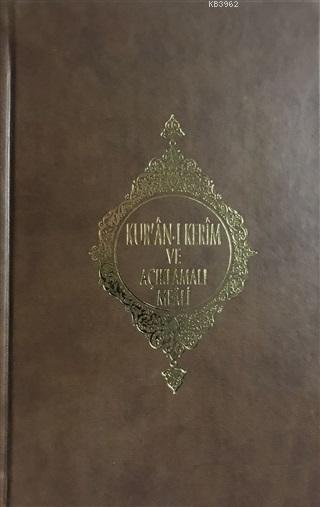 KB3962
KUR'ÂN-I KERÎM
VE
AÇIKLAMALI
MEÂLİ